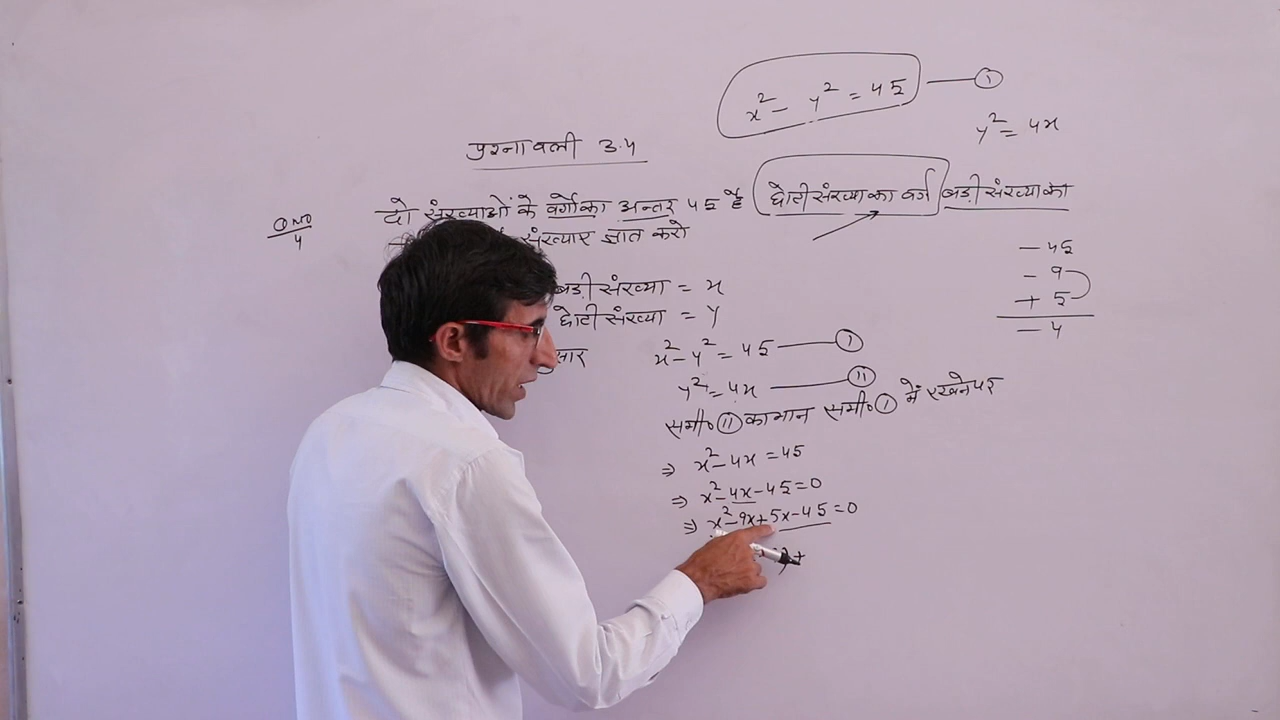 x² - y² = 45 ——①
y² = 4x
प्रश्नावली 3.4
Q NO 4
दो संख्याओं के वर्गों का अन्तर 45 है छोटी संख्या का वर्ग बडी संख्या का
संख्याए ज्ञात करो
- 45
- 9
+ 5
- 4
बडी संख्या = x
छोटी संख्या = y
सार
x² - y² = 45 ——①
y² = 4x ——②
समी० ② का मान समी० ① में रखने पर
⇒ x² - 4x = 45
⇒ x² - 4x - 45 = 0
⇒ x² - 9x + 5x - 45 = 0
) +